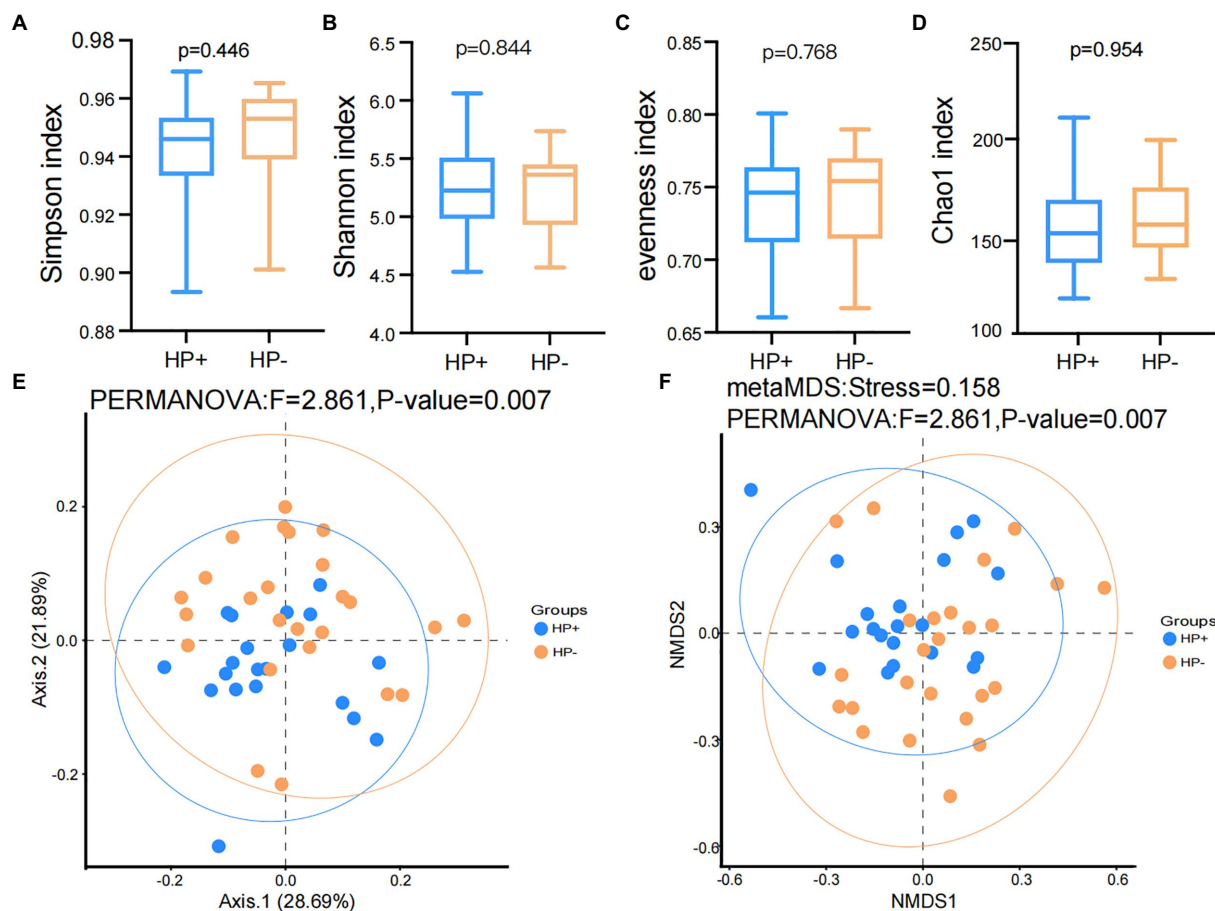 A
B
C
D
p=0.446
p=0.844
p=0.768
p=0.954
Simpson index
0.98
0.96
0.94
0.92
0.90
0.88
HP+
HP-
Shannon index
6.5
6.0
5.5
5.0
4.5
4.0
HP+
HP-
evenness index
0.85
0.80
0.75
0.70
0.65
HP+
HP-
Chao1 index
250
200
150
100
HP+
HP-
E
PERMANOVA:F=2.861,P-value=0.007
Axis.2 (21.89%)
0.2
0.0
-0.2
-0.2
0.0
0.2
Axis.1 (28.69%)
Groups
HP+
HP-
F
metaMDS:Stress=0.158
PERMANOVA:F=2.861,P-value=0.007
NMDS2
0.3
0.0
-0.3
-0.6
-0.6
-0.3
0.0
0.3
0.6
NMDS1
Groups
HP+
HP-